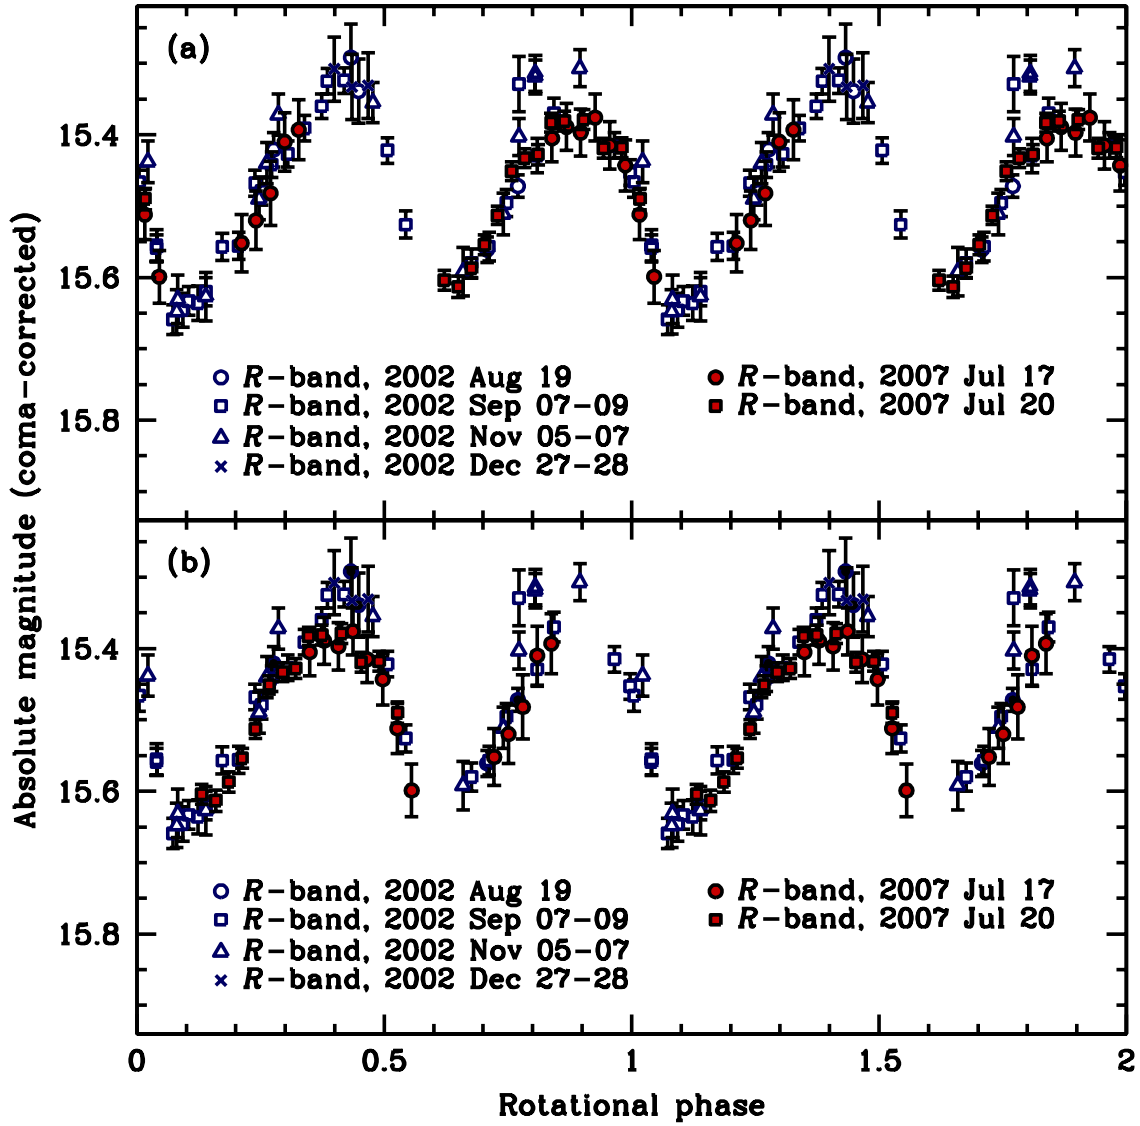 (a)
15.4
15.6
15.8
R-band, 2002 Aug 19
R-band, 2002 Sep 07-09
R-band, 2002 Nov 05-07
R-band, 2002 Dec 27-28
R-band, 2007 Jul 17
R-band, 2007 Jul 20
Absolute magnitude (coma-corrected)
(b)
15.4
15.6
15.8
R-band, 2002 Aug 19
R-band, 2002 Sep 07-09
R-band, 2002 Nov 05-07
R-band, 2002 Dec 27-28
R-band, 2007 Jul 17
R-band, 2007 Jul 20
0 0.5 1 1.5 2
Rotational phase